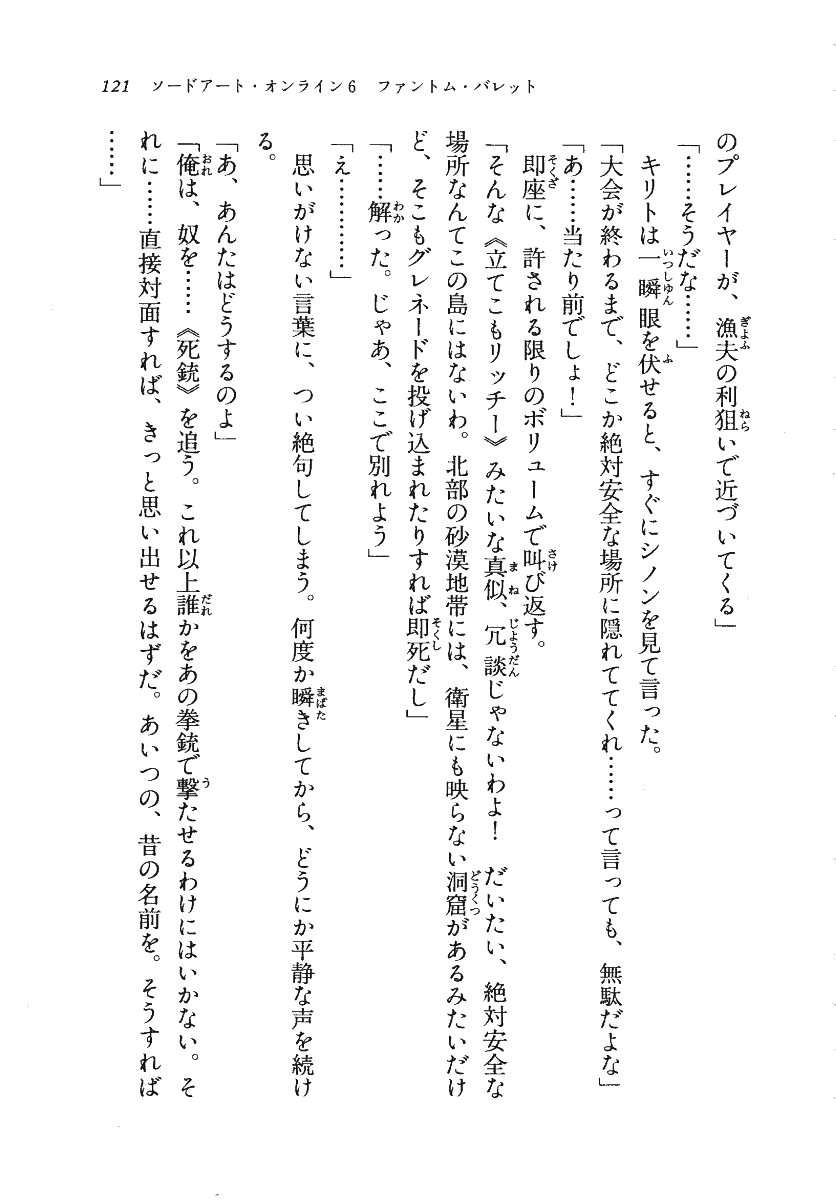 121　ソードアート・オンライン6　ファントム・バレット
のプレイヤーが、漁夫の利狙いで近づいてくる」
「……そうだな……」
　キリトは一瞬眼を伏せると、すぐにシノンを見て言った。
「大会が終わるまで、どこか絶対安全な場所に隠れててくれ……って言っても、無駄だよな」
「あ……当たり前でしょ！」
　即座に、許される限りのボリュームで叫び返す。
「そんな《立てこもリッチー》みたいな真似、冗談じゃないわよ！　だいたい、絶対安全な
場所なんてこの島にはないわ。北部の砂漠地帯には、衛星にも映らない洞窟があるみたいだけ
ど、そこもグレネードを投げ込まれたりすれば即死だし」
「……解った。じゃあ、ここで別れよう」
「え…………」
　思いがけない言葉に、つい絶句してしまう。何度か瞬きしてから、どうにか平静な声を続け
る。
「あ、あんたはどうするのよ」
「俺は、奴を……《死銃》を追う。これ以上誰かをあの拳銃で撃たせるわけにはいかない。そ
れに……直接対面すれば、きっと思い出せるはずだ。あいつの、昔の名前を。そうすれば
……」